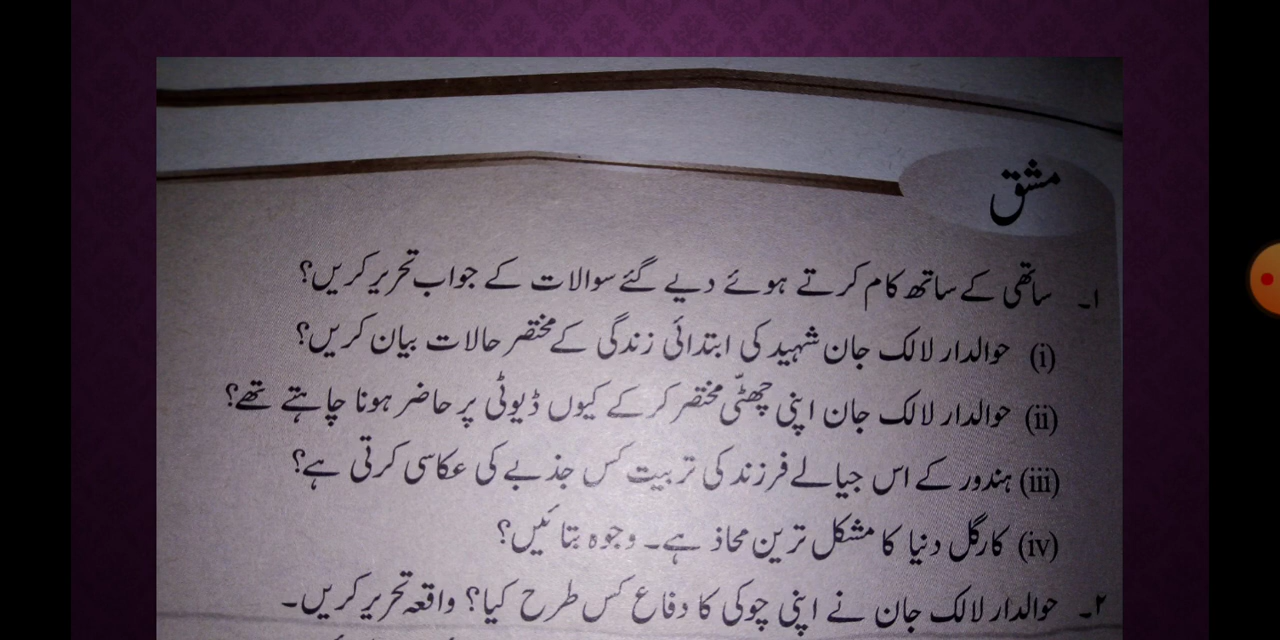 مشق
۱۔ ساتھی کے ساتھ کام کرتے ہوئے دیے گئے سوالات کے جواب تحریر کریں؟
(i) حوالدار لالک جان شہید کی ابتدائی زندگی کے مختصر حالات بیان کریں؟
(ii) حوالدار لالک جان اپنی چھٹّی مختصر کر کے کیوں ڈیوٹی پر حاضر ہونا چاہتے تھے؟
(iii) ہندور کے اس جیالے فرزند کی تربیت کس جذبے کی عکاسی کرتی ہے؟
(iv) کارگل دنیا کا مشکل ترین محاذ ہے۔ وجوہ بتائیں؟
۲۔ حوالدار لالک جان نے اپنی چوکی کا دفاع کس طرح کیا؟ واقعہ تحریر کریں۔